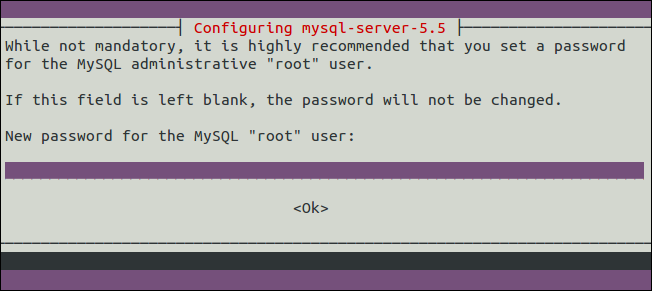 Configuring mysql-server-5.5
While not mandatory, it is highly recommended that you set a password
for the MySQL administrative "root" user.
If this field is left blank, the password will not be changed.
New password for the MySQL "root" user:
<Ok>